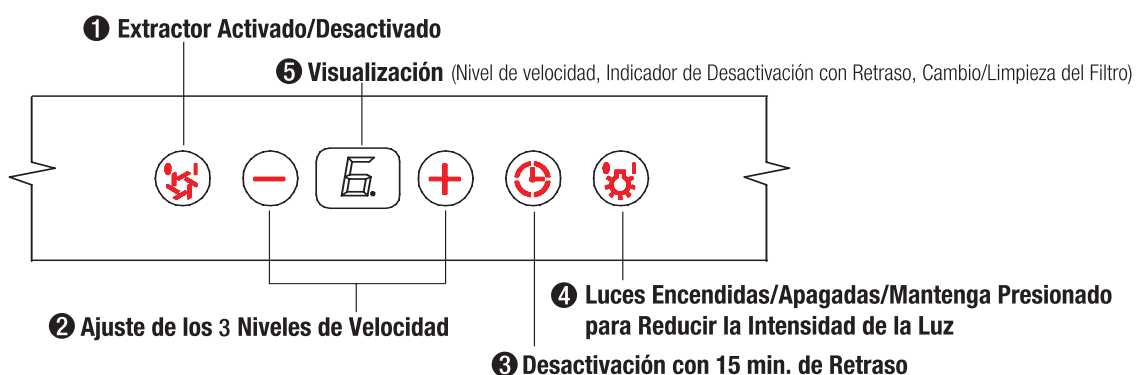 ❶ Extractor Activado/Desactivado
❺ Visualización (Nivel de velocidad, Indicador de Desactivación con Retraso, Cambio/Limpieza del Filtro)
6.
❷ Ajuste de los 3 Niveles de Velocidad
❹ Luces Encendidas/Apagadas/Mantenga Presionado
para Reducir la Intensidad de la Luz
❸ Desactivación con 15 min. de Retraso